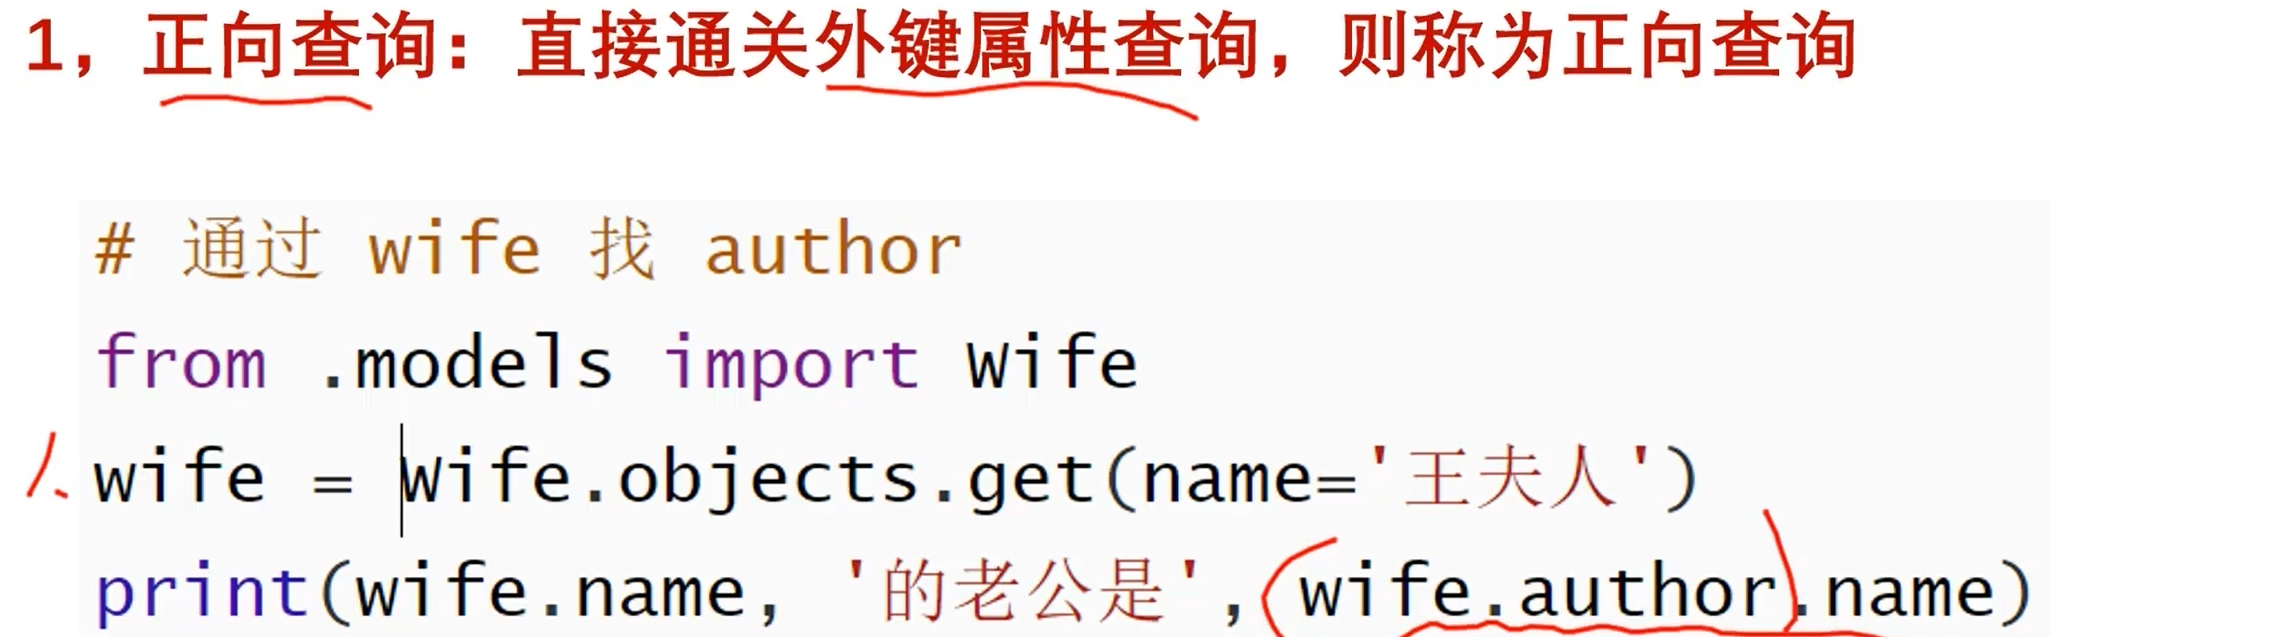 1，正向查询：直接通关外键属性查询，则称为正向查询
# 通过 wife 找 author
from .models import Wife
wife = Wife.objects.get(name='王夫人')
print(wife.name, '的老公是', wife.author.name)